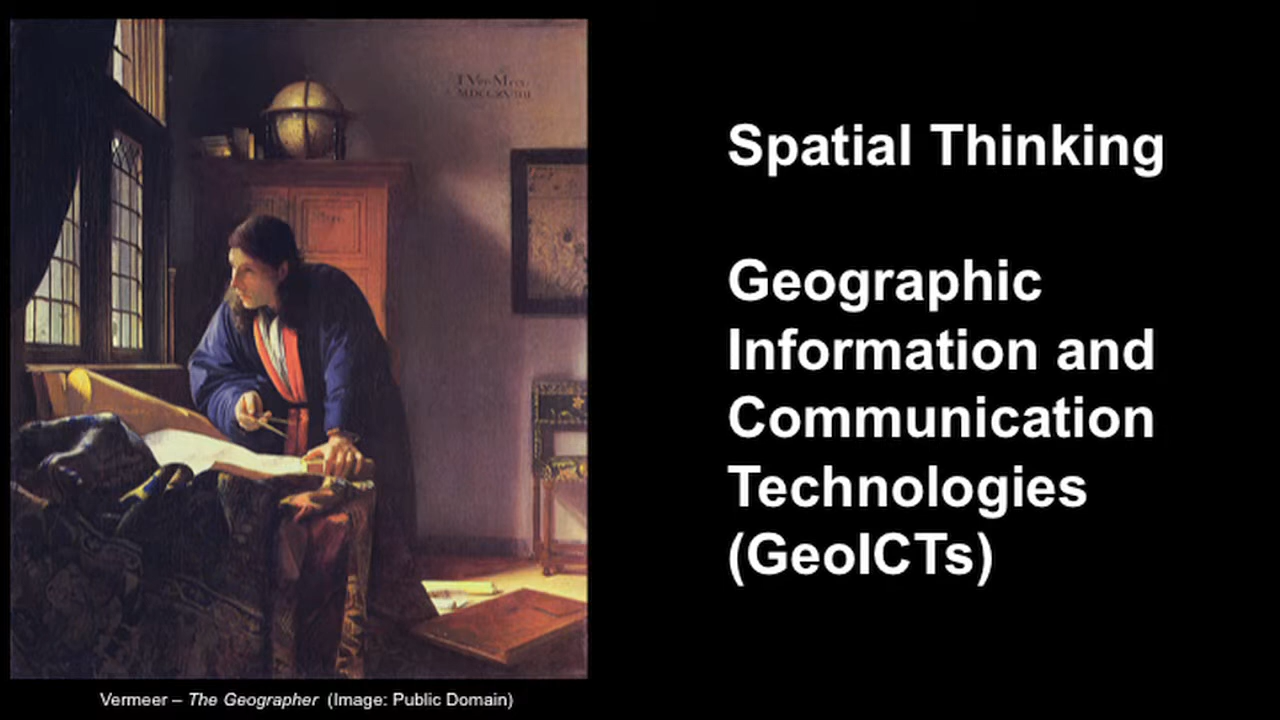 Spatial Thinking
Geographic
Information and
Communication
Technologies
(GeoICTs)
Vermeer – The Geographer (Image: Public Domain)